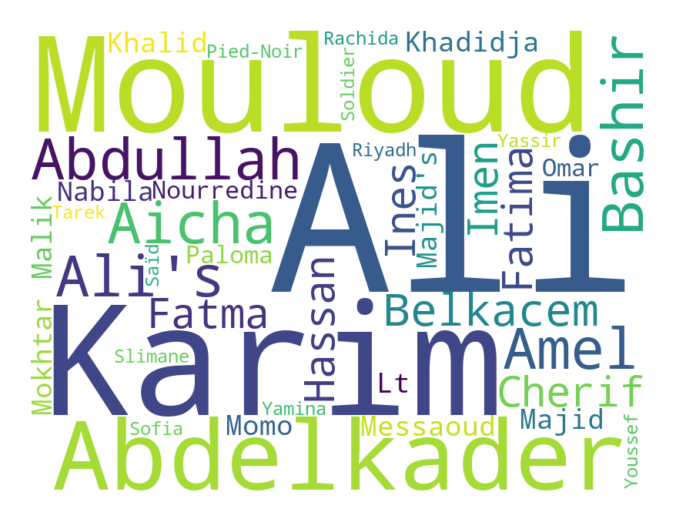 Khalid
Pied-Noir
Rachida
Khadidja
Mouloud
Soldier
Bashir
Abdullah
Riyadh
Yassir
Omar
Nabila
Nourredine
Ali
Ines
Majid's
Imen
Fatima
Tarek
Malik
Aicha
Saïd
Paloma
Ali's
Hassan
Fatma
Belkacem
Mokhtar
Karim
Amel
Slimane
Lt
Cherif
Yamina
Sofia
Momo
Messaoud
Majid
Youssef
Abdelkader